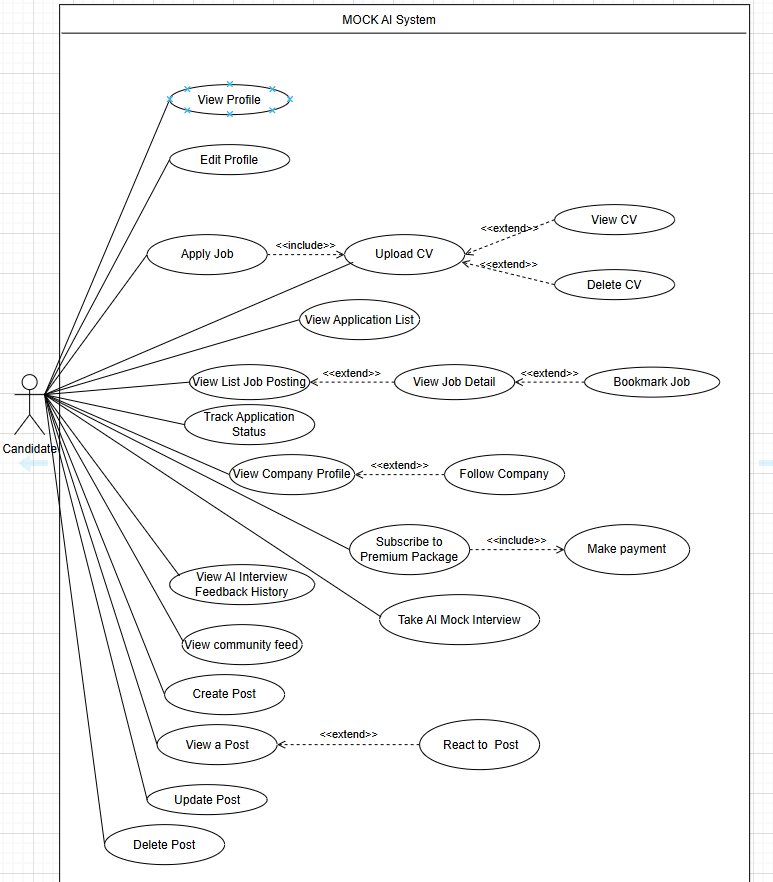 MOCK AI System
View Profile
Edit Profile
Apply Job
<<include>>
Upload CV
<<extend>>
View CV
<<extend>>
Delete CV
View Application List
View List Job Posting
<<extend>>
View Job Detail
<<extend>>
Bookmark Job
Track Application
Status
Candidate
View Company Profile
<<extend>>
Follow Company
Subscribe to
Premium Package
<<include>>
Make payment
View AI Interview
Feedback History
Take AI Mock Interview
View community feed
Create Post
View a Post
<<extend>>
React to  Post
Update Post
Delete Post